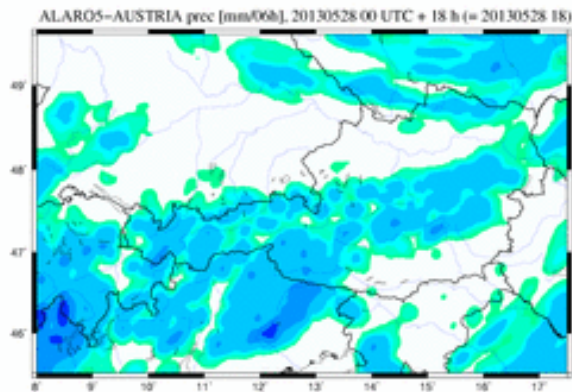 ALARO5-AUSTRIA prec [mm/06h], 20130528 00 UTC + 18 h (= 20130528 18)
49°
48°
47°
46°
8° 9° 10° 11° 12° 13° 14° 15° 16° 17°